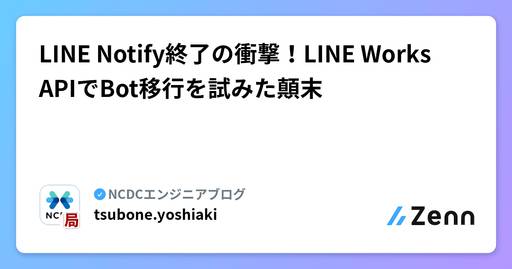 LINE Notify終了の衝撃！LINE Works
APIでBot移行を試みた顛末
NCDCエンジニアブログ
tsubone.yoshiaki
NC
局
Zenn